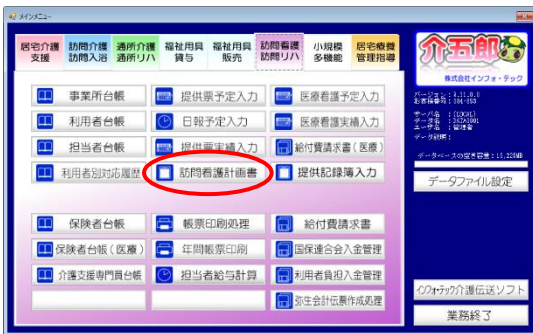 メインメニュー
居宅介護
支援
訪問介護
訪問入浴
通所介護
通所リハ
福祉用具
貸与
福祉用具
販売
訪問看護
訪問リハ
小規模
多機能
居宅療養
管理指導
介五郎
株式会社インフォ・テック
事業所台帳
提供票予定入力
医療看護予定入力
利用者台帳
日報予定入力
医療看護実績入力
担当者台帳
提供票実績入力
給付費請求書(医療)
利用者別対応履歴
訪問看護計画書
提供記録簿入力
データファイル設定
保険者台帳
帳票印刷処理
給付費請求書
保険者台帳(医療)
年間帳票印刷
国保連合会入金管理
介護支援専門員台帳
担当者給与計算
利用者負担入金管理
弥生会計伝票作成処理
インフォ・テック介護伝送ソフト
業務終了